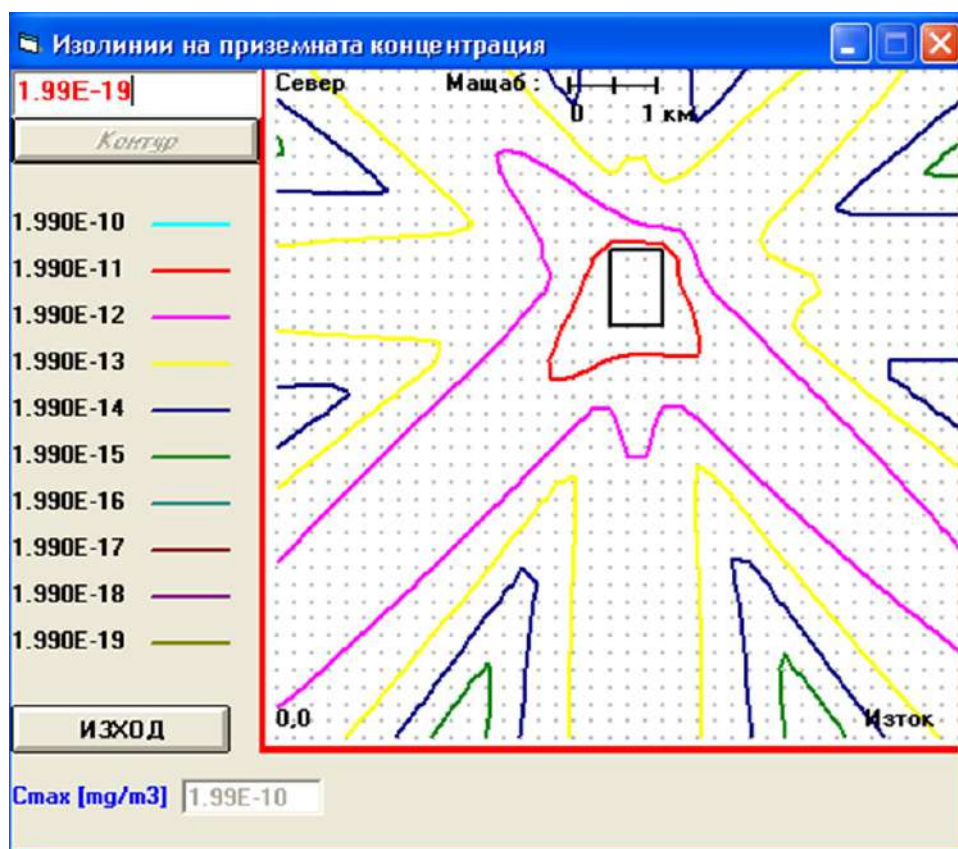 Изолинии на приземната концентрация
1.99E-19
Контур
Север
Мащаб :
0 1 км
1.990E-10
1.990E-11
1.990E-12
1.990E-13
1.990E-14
1.990E-15
1.990E-16
1.990E-17
1.990E-18
1.990E-19
ИЗХОД
0,0
Изток
Cmax [mg/m3] 1.99E-10